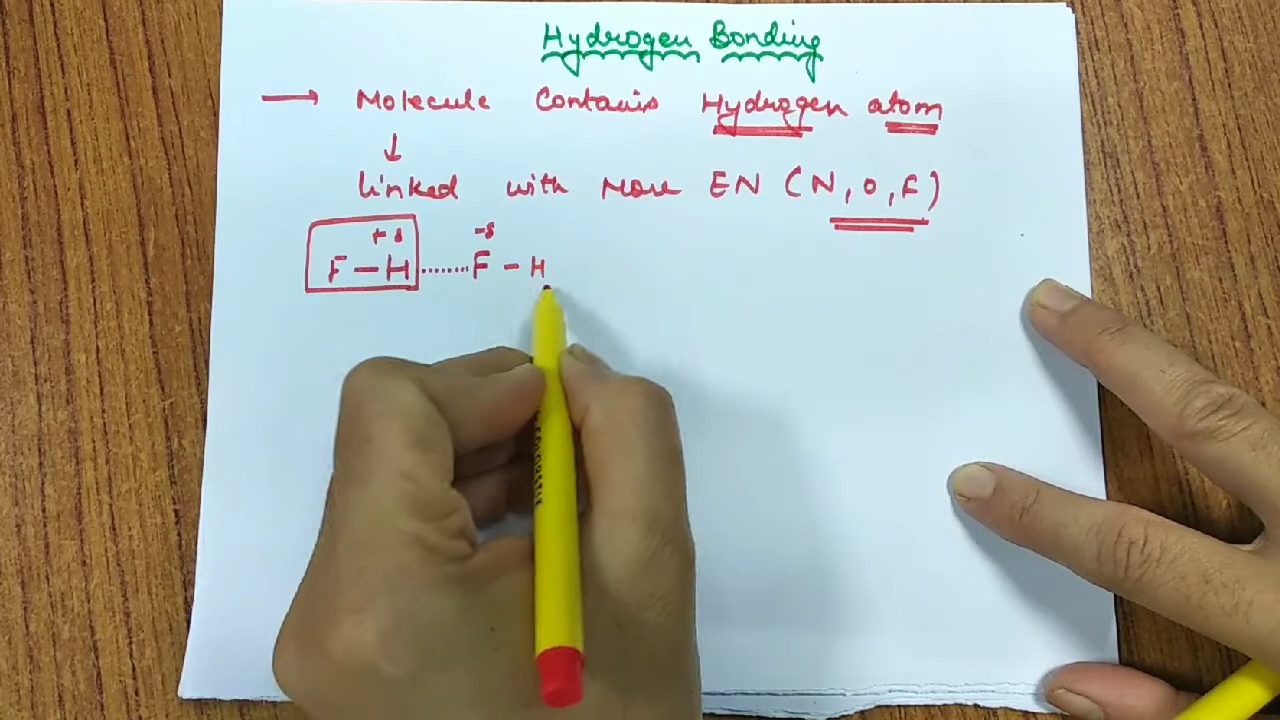 Hydrogen Bonding
→ Molecule Contains Hydrogen atom
↓
linked with more EN (N, O, F)
+δ -δ
F – H ........ F – H